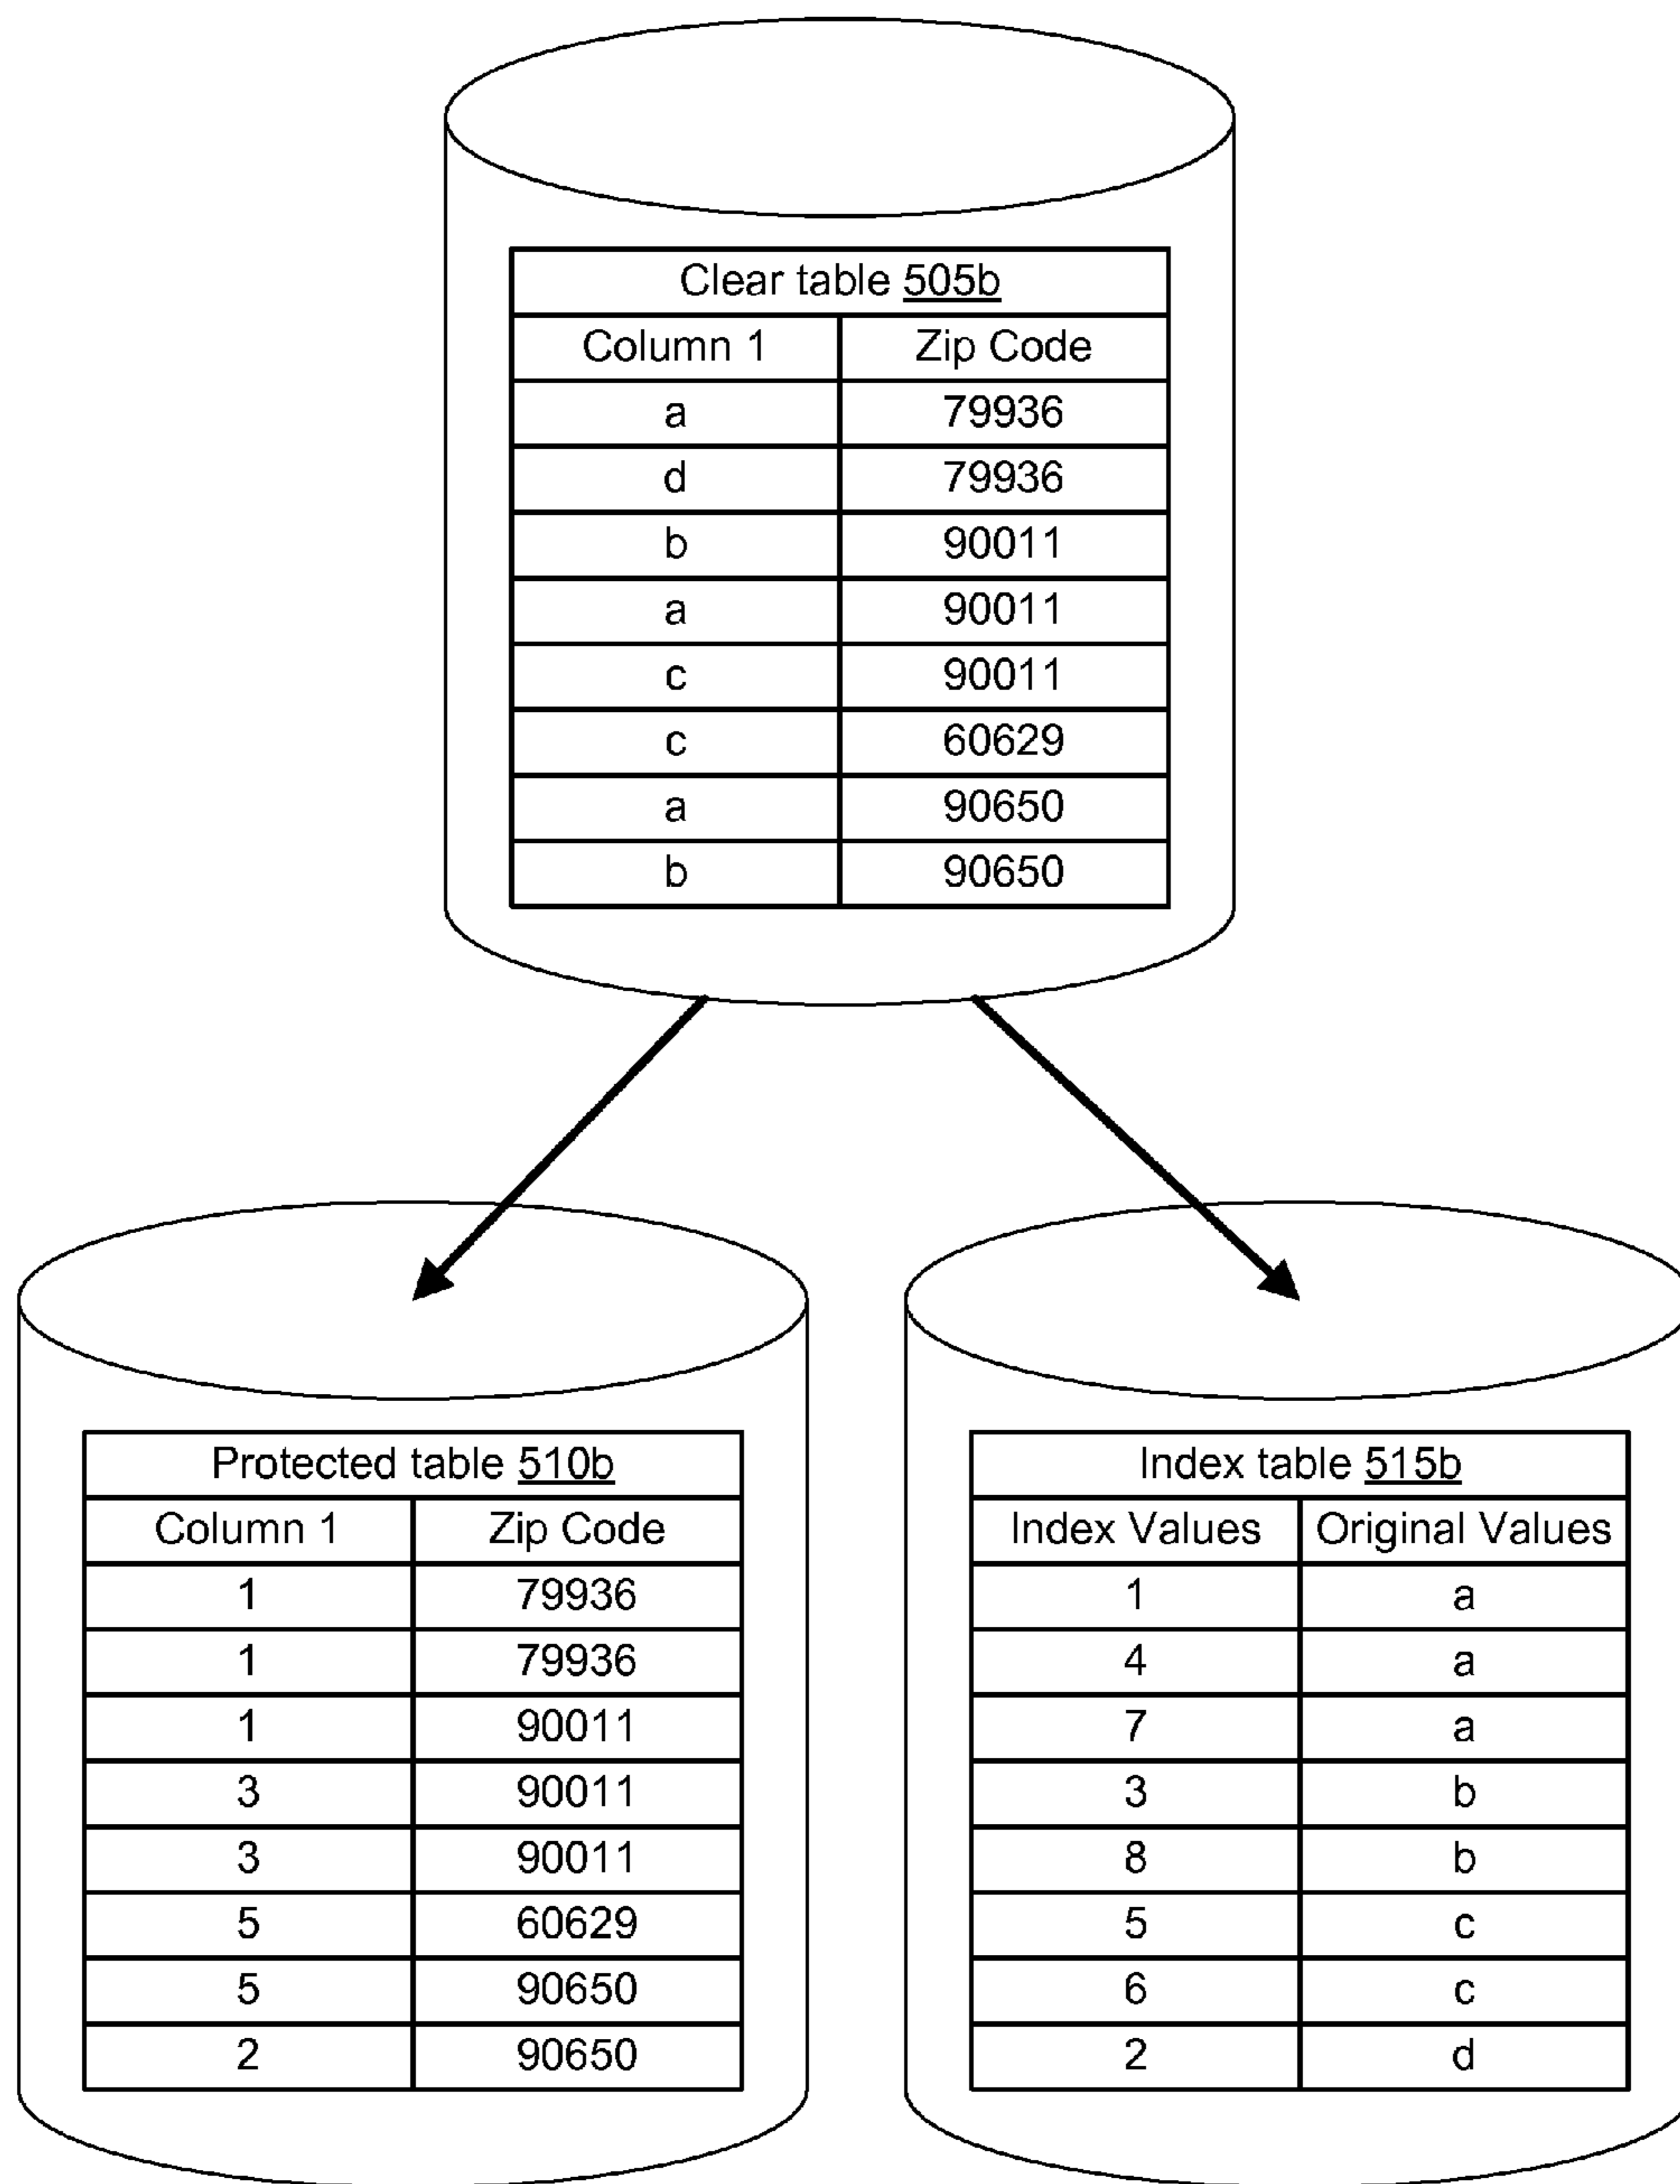 Clear table 505b
Column 1 Zip Code
a 79936
d 79936
b 90011
a 90011
c 90011
c 60629
a 90650
b 90650
Protected table 510b
Column 1 Zip Code
1 79936
1 79936
1 90011
3 90011
3 90011
5 60629
5 90650
2 90650
Index table 515b
Index Values Original Values
1 a
4 a
7 a
3 b
8 b
5 c
6 c
2 d